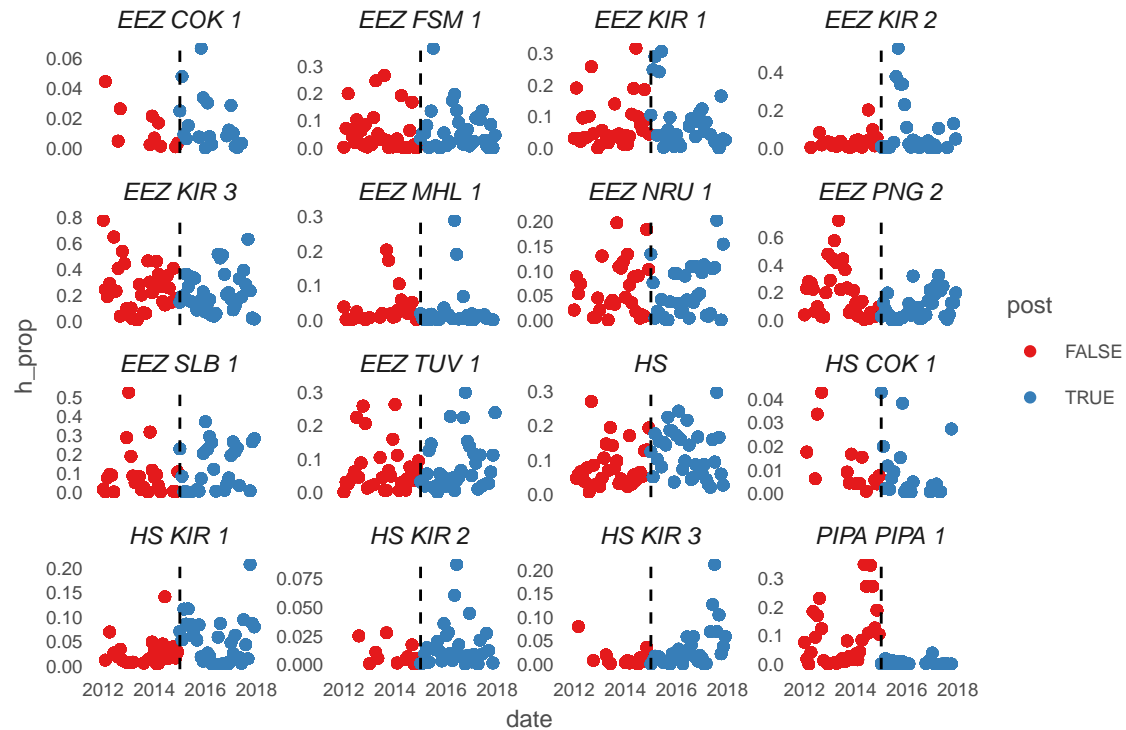 EEZ COK 1 EEZ FSM 1 EEZ KIR 1 EEZ KIR 2
0.06 0.04 0.02 0.00
0.3 0.2 0.1 0.0
0.3 0.2 0.1 0.0
0.4 0.2 0.0
EEZ KIR 3 EEZ MHL 1 EEZ NRU 1 EEZ PNG 2
0.8 0.6 0.4 0.2 0.0
0.3 0.2 0.1 0.0
0.20 0.15 0.10 0.05 0.00
0.6 0.4 0.2 0.0
EEZ SLB 1 EEZ TUV 1 HS HS COK 1
0.5 0.4 0.3 0.2 0.1 0.0
0.3 0.2 0.1 0.0
0.3 0.2 0.1 0.0
0.04 0.03 0.02 0.01 0.00
HS KIR 1 HS KIR 2 HS KIR 3 PIPA PIPA 1
0.20 0.15 0.10 0.05 0.00
0.075 0.050 0.025 0.000
0.20 0.15 0.10 0.05 0.00
0.3 0.2 0.1 0.0
2012 2014 2016 2018 2012 2014 2016 2018 2012 2014 2016 2018 2012 2014 2016 2018
date
h_prop
post
FALSE
TRUE